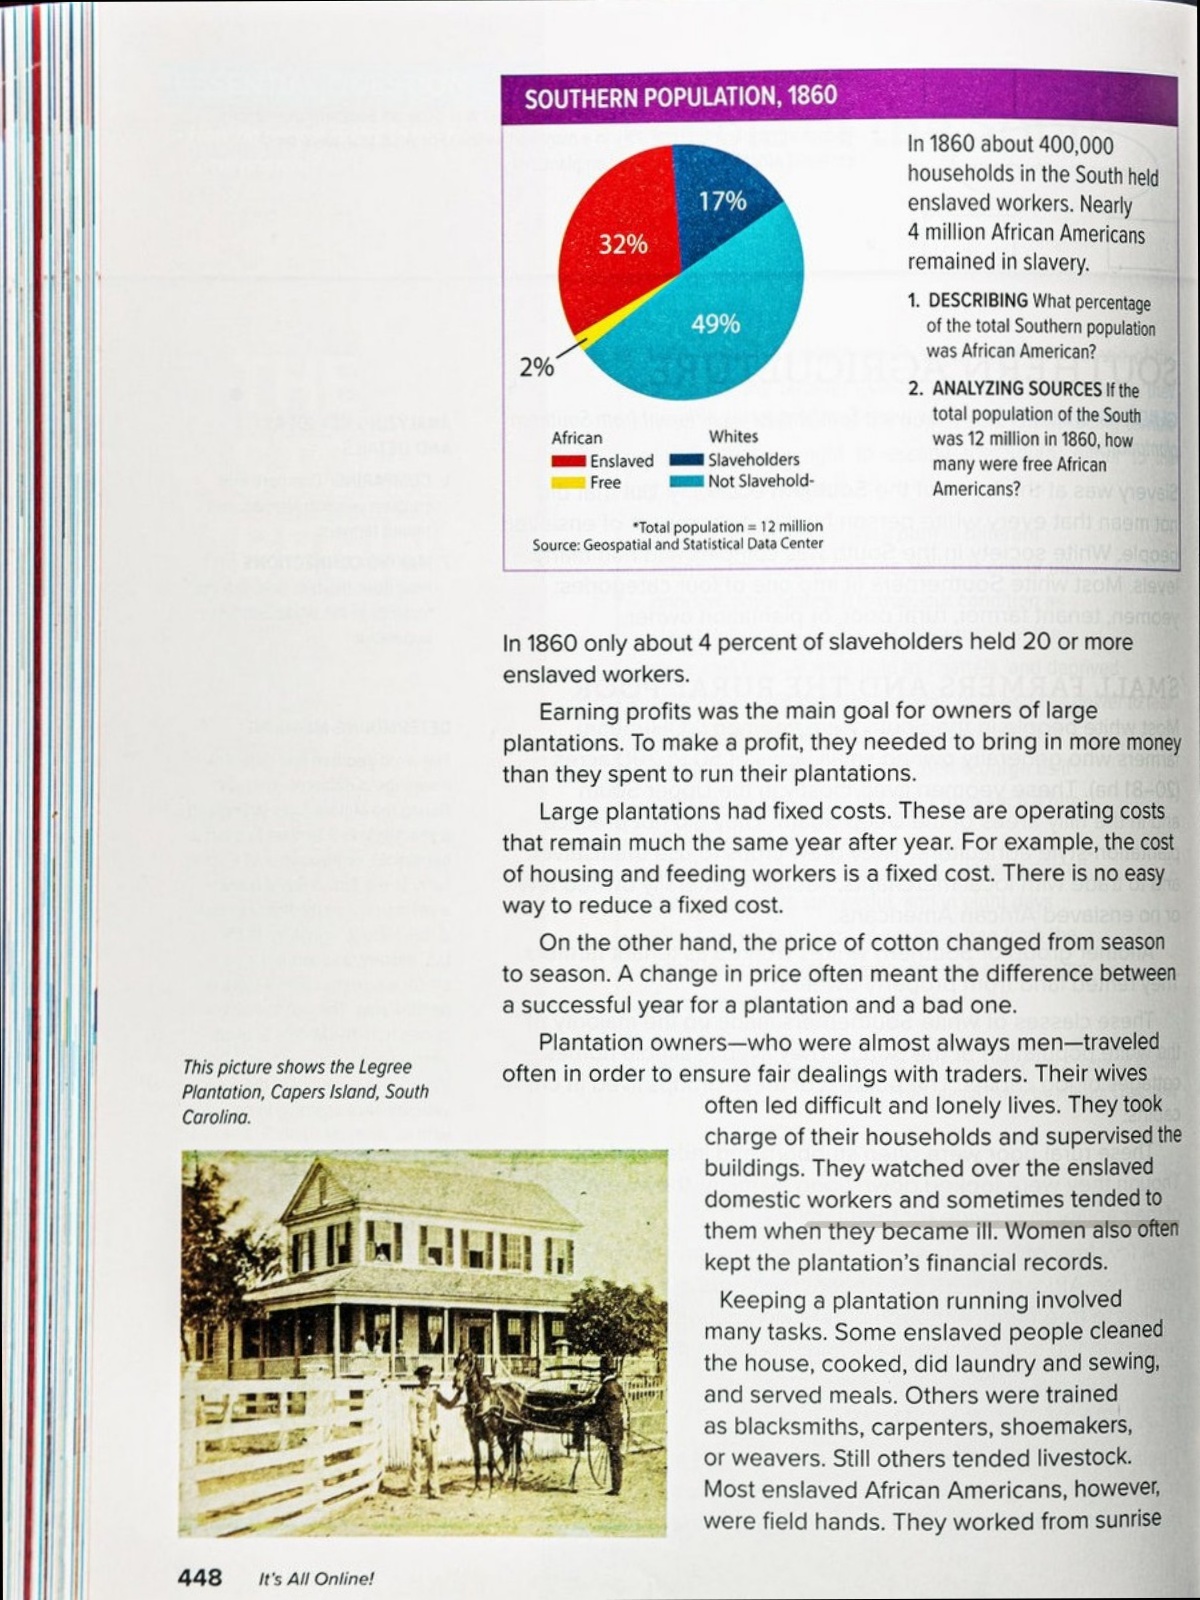 SOUTHERN POPULATION, 1860
17%
32%
49%
2%
African
Enslaved
Free
Whites
Slaveholders
Not Slavehold-
*Total population = 12 million
Source: Geospatial and Statistical Data Center
In 1860 about 400,000
households in the South held
enslaved workers. Nearly
4 million African Americans
remained in slavery.
1. DESCRIBING What percentage
of the total Southern population
was African American?
2. ANALYZING SOURCES If the
total population of the South
was 12 million in 1860, how
many were free African
Americans?
In 1860 only about 4 percent of slaveholders held 20 or more
enslaved workers.
Earning profits was the main goal for owners of large
plantations. To make a profit, they needed to bring in more money
than they spent to run their plantations.
Large plantations had fixed costs. These are operating costs
that remain much the same year after year. For example, the cost
of housing and feeding workers is a fixed cost. There is no easy
way to reduce a fixed cost.
On the other hand, the price of cotton changed from season
to season. A change in price often meant the difference between
a successful year for a plantation and a bad one.
Plantation owners—who were almost always men—traveled
often in order to ensure fair dealings with traders. Their wives
often led difficult and lonely lives. They took
charge of their households and supervised the
buildings. They watched over the enslaved
domestic workers and sometimes tended to
them when they became ill. Women also often
kept the plantation's financial records.
Keeping a plantation running involved
many tasks. Some enslaved people cleaned
the house, cooked, did laundry and sewing,
and served meals. Others were trained
as blacksmiths, carpenters, shoemakers,
or weavers. Still others tended livestock.
Most enslaved African Americans, however,
were field hands. They worked from sunrise
This picture shows the Legree
Plantation, Capers Island, South
Carolina.
448 It's All Online!